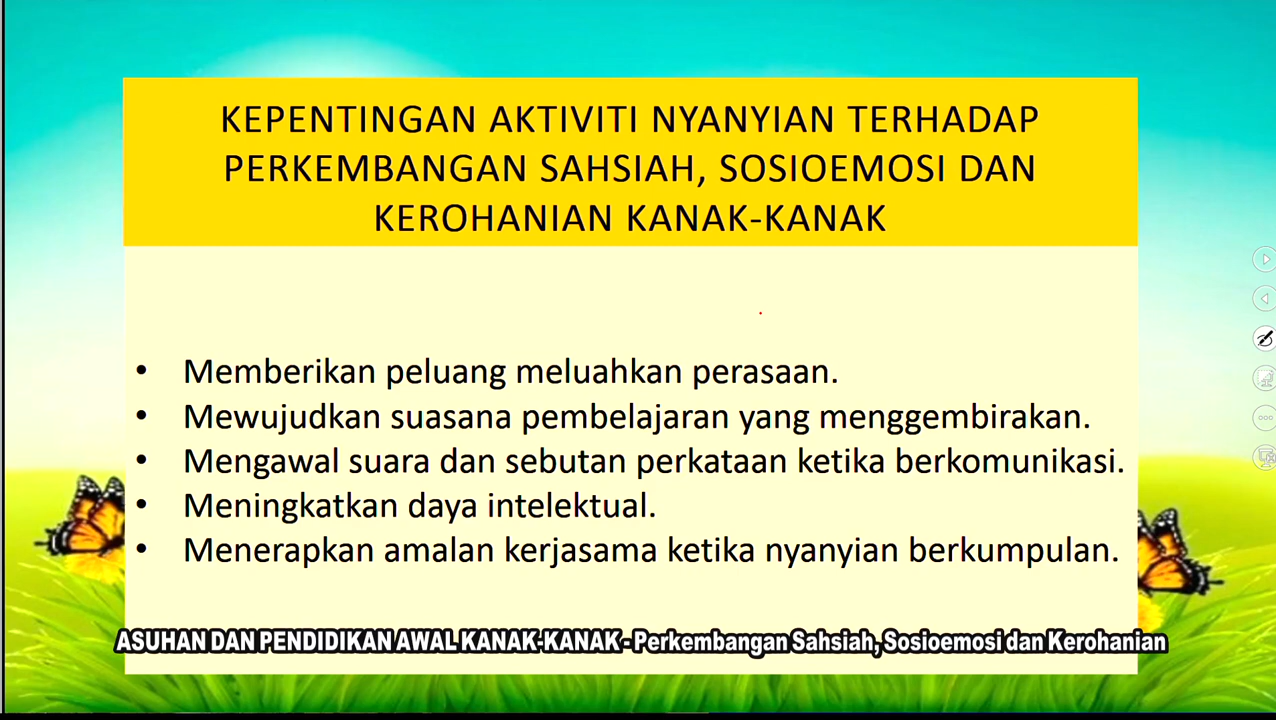 KEPENTINGAN AKTIVITI NYANYIAN TERHADAP
PERKEMBANGAN SAHSIAH, SOSIOEMOSI DAN
KEROHANIAN KANAK-KANAK
• Memberikan peluang meluahkan perasaan.
• Mewujudkan suasana pembelajaran yang menggembirakan.
• Mengawal suara dan sebutan perkataan ketika berkomunikasi.
• Meningkatkan daya intelektual.
• Menerapkan amalan kerjasama ketika nyanyian berkumpulan.
ASUHAN DAN PENDIDIKAN AWAL KANAK-KANAK - Perkembangan Sahsiah, Sosioemosi dan Kerohanian